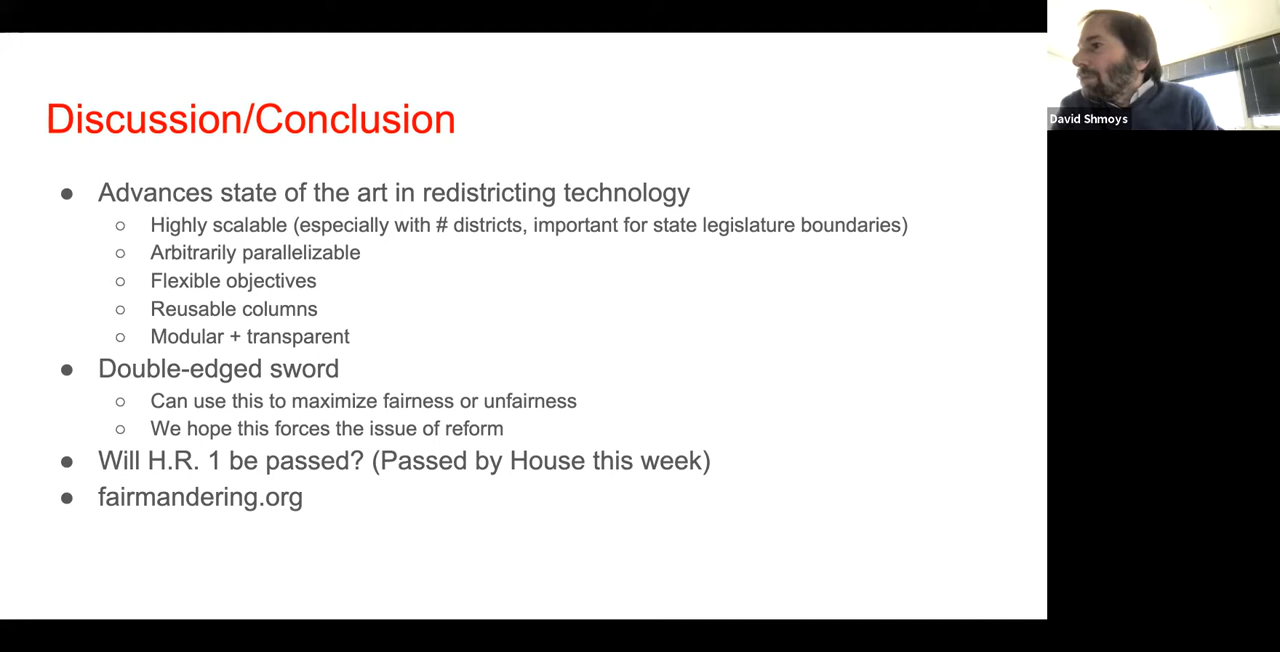 Discussion/Conclusion
● Advances state of the art in redistricting technology
○ Highly scalable (especially with # districts, important for state legislature boundaries)
○ Arbitrarily parallelizable
○ Flexible objectives
○ Reusable columns
○ Modular + transparent
● Double-edged sword
○ Can use this to maximize fairness or unfairness
○ We hope this forces the issue of reform
● Will H.R. 1 be passed? (Passed by House this week)
● fairmandering.org
David Shmoys